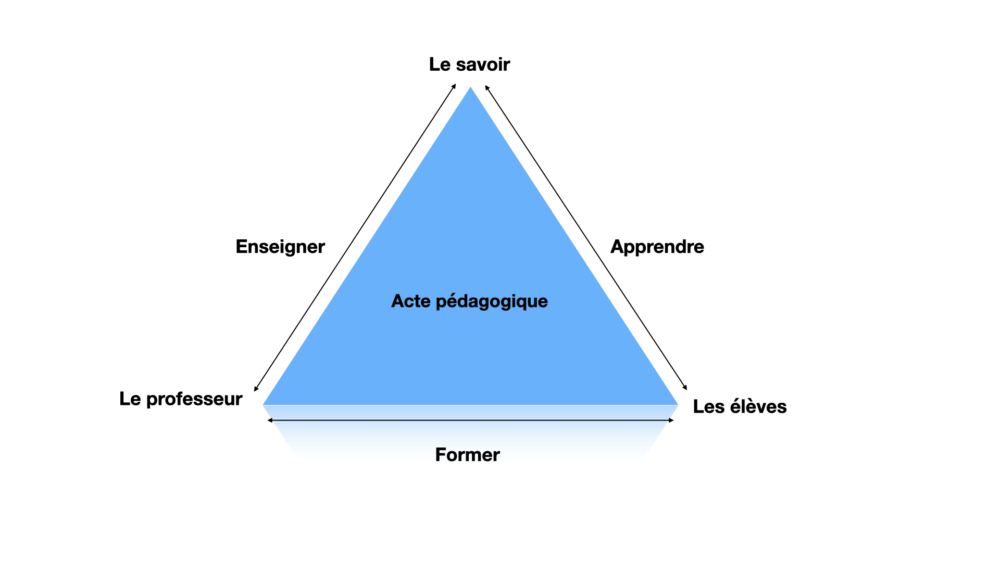 Le savoir
Enseigner
Apprendre
Acte pédagogique
Le professeur
Les élèves
Former